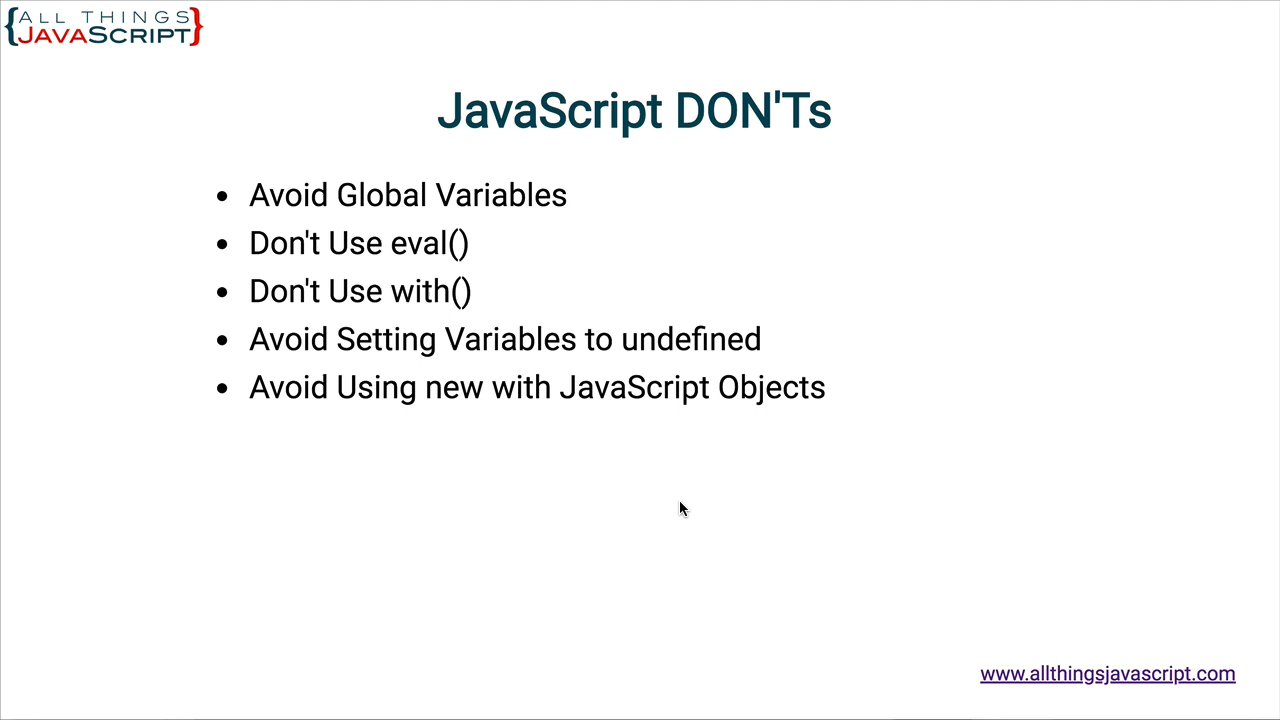 {ALL THINGS
JAVASCRIPT}
JavaScript DON'Ts
• Avoid Global Variables
• Don't Use eval()
• Don't Use with()
• Avoid Setting Variables to undefined
• Avoid Using new with JavaScript Objects
www.allthingsjavascript.com